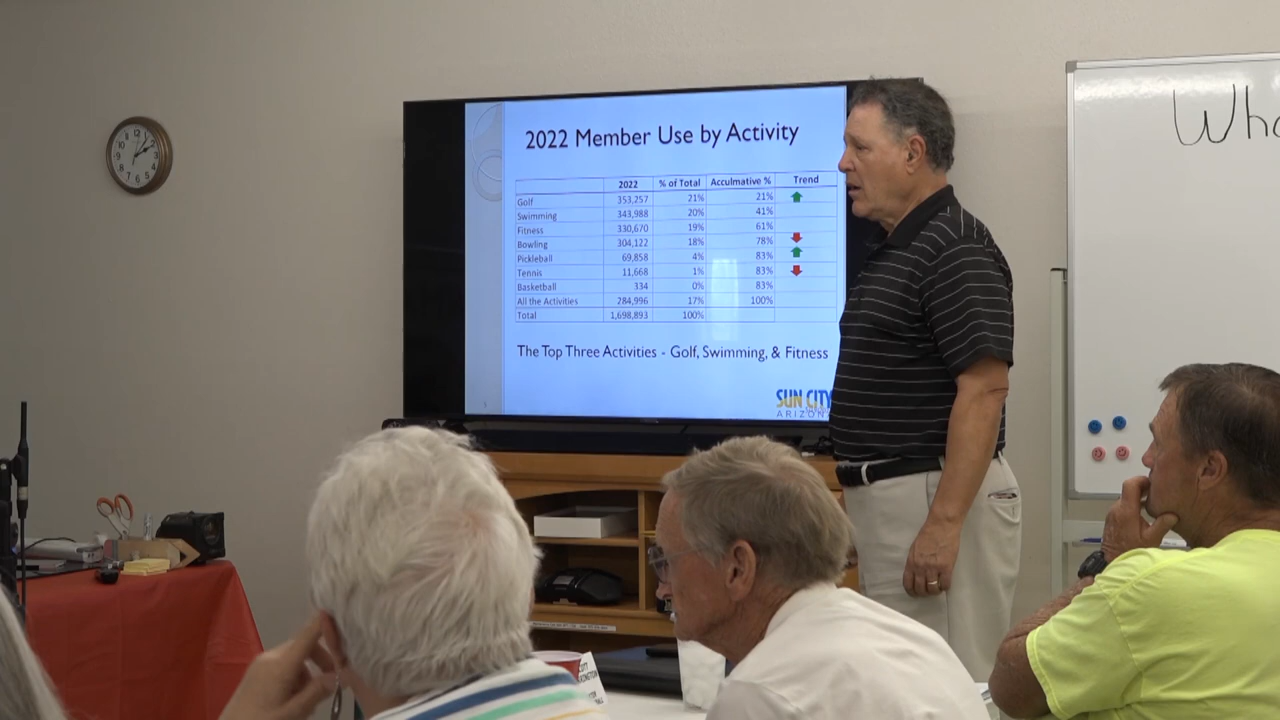 2022 Member Use by Activity
2022 % of Total Acculmative % Trend
Golf 353,257 21% 21%
Swimming 343,988 20% 41%
Fitness 330,670 19% 61%
Bowling 304,122 18% 78%
Pickleball 69,858 4% 83%
Tennis 11,668 1% 83%
Basketball 334 0% 83%
All the Activities 284,996 17% 100%
Total 1,698,893 100%
The Top Three Activities - Golf, Swimming, & Fitness
SUN CITY
ARIZON
Wha